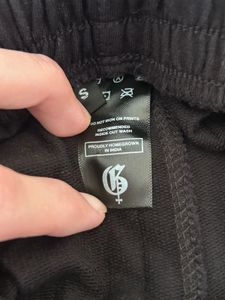 S
DO NOT IRON ON PRINTS
RECOMMENDED
INSIDE OUT WASH
PROUDLY HOMEGROWN
IN INDIA
G